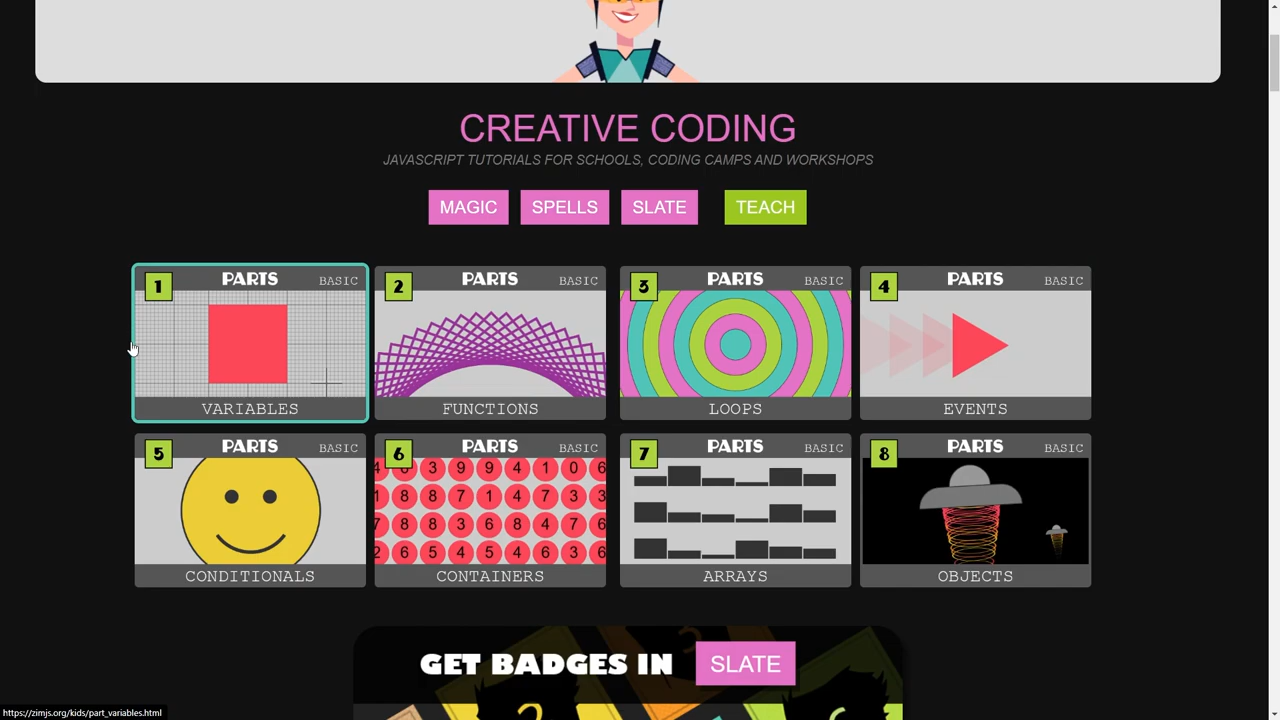 CREATIVE CODING
JAVASCRIPT TUTORIALS FOR SCHOOLS, CODING CAMPS AND WORKSHOPS
MAGIC SPELLS SLATE TEACH
1 PARTS BASIC
VARIABLES
2 PARTS BASIC
FUNCTIONS
3 PARTS BASIC
LOOPS
4 PARTS BASIC
EVENTS
5 PARTS BASIC
CONDITIONALS
6 PARTS BASIC
3 9 9 4 1 0 6
1 8 8 7 1 4 7 3 3
7 8 8 3 6 8 4 7 6
2 6 5 4 5 4 6 3 6
CONTAINERS
7 PARTS BASIC
ARRAYS
8 PARTS BASIC
OBJECTS
GET BADGES IN SLATE
https://zimjs.org/kids/part_variables.html